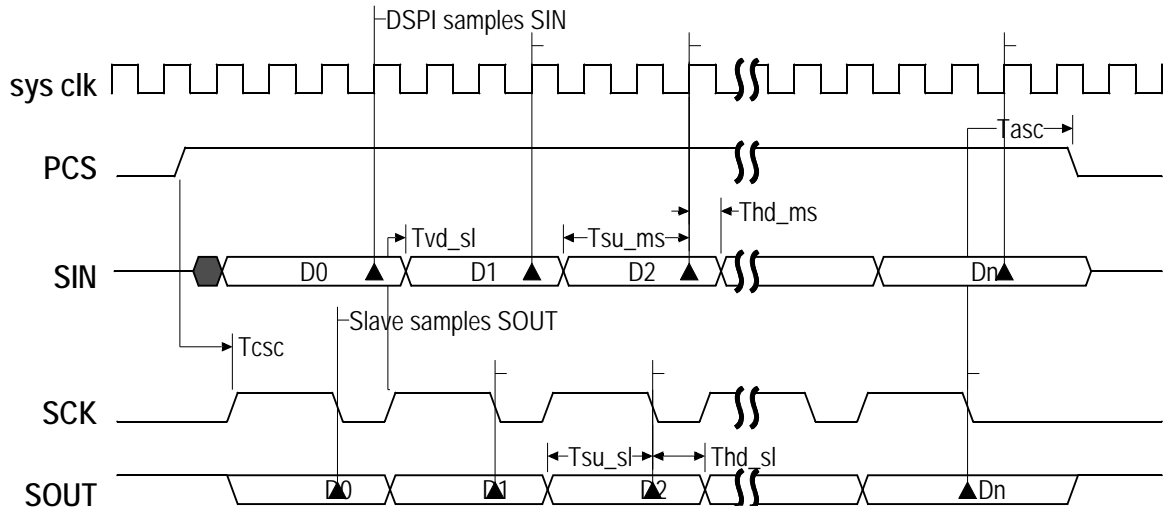 DSPI samples SIN
sys clk
Tasc
PCS
Thd_ms
Tvd_sl
Tsu_ms
SIN
D0
D1
D2
Dn
Slave samples SOUT
Tcsc
SCK
Tsu_sl
Thd_sl
SOUT
D0
D1
D2
Dn